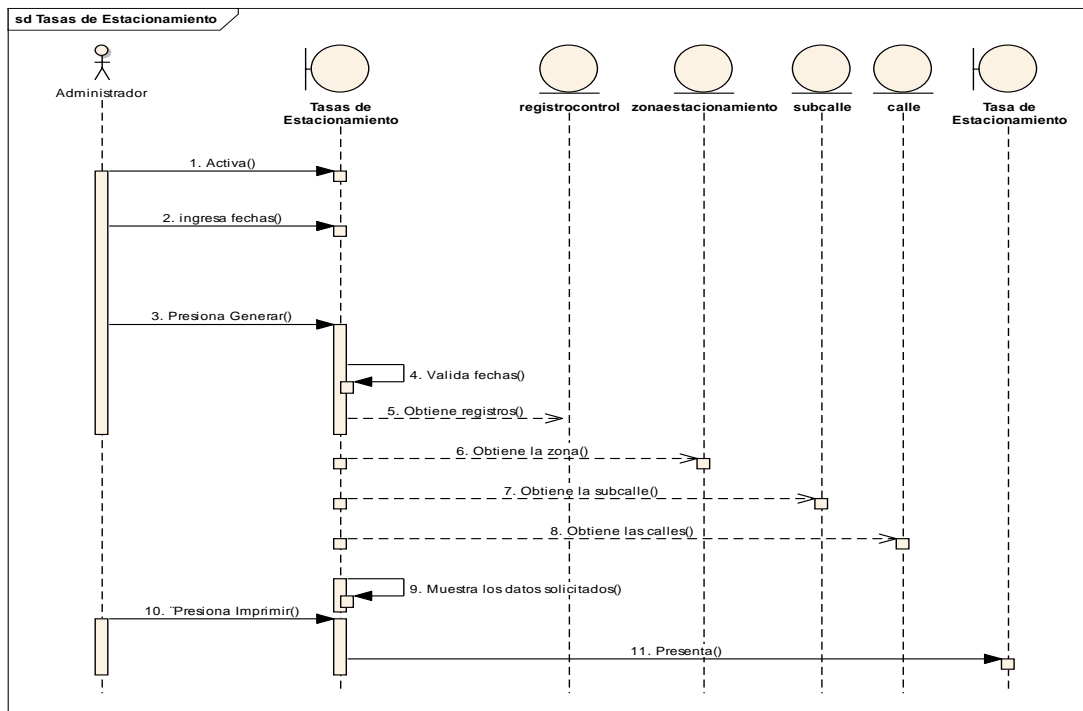 sd Tasas de Estacionamiento
Administrador
Tasas de
Estacionamiento
registrocontrol
zonaestacionamiento
subcalle
calle
Tasa de
Estacionamiento
1. Activa()
2. ingresa fechas()
3. Presiona Generar()
4. Valida fechas()
5. Obtiene registros()
6. Obtiene la zona()
7. Obtiene la subcalle()
8. Obtiene las calles()
9. Muestra los datos solicitados()
10. ¨Presiona Imprimir()
11. Presenta()